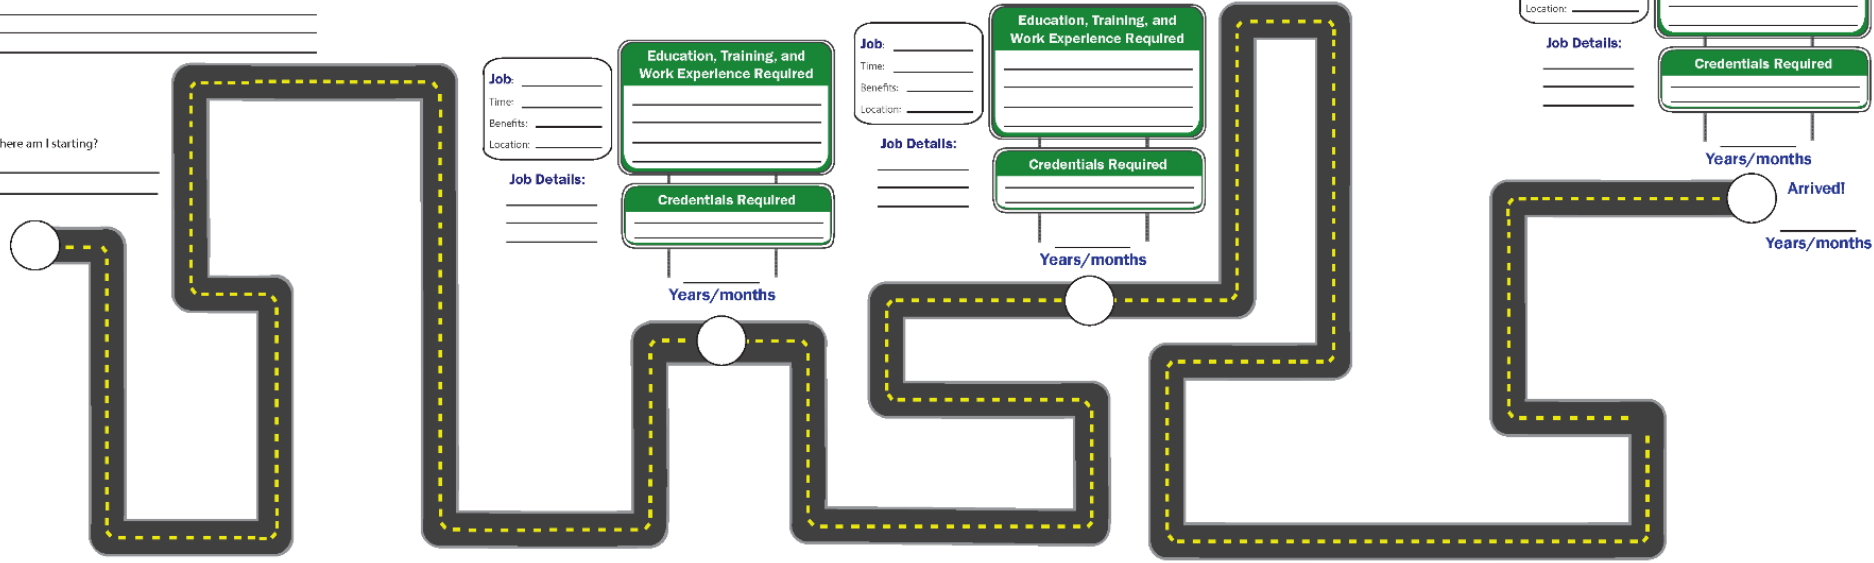 here am I starting?
Job:
Time:
Benefits:
Location:
Job Details:
Education, Training, and
Work Experience Required
Credentials Required
Years/months
Job:
Time:
Benefits:
Location:
Job Details:
Education, Training, and
Work Experience Required
Credentials Required
Years/months
Location:
Job Details:
Credentials Required
Years/months
Arrived!
Years/months